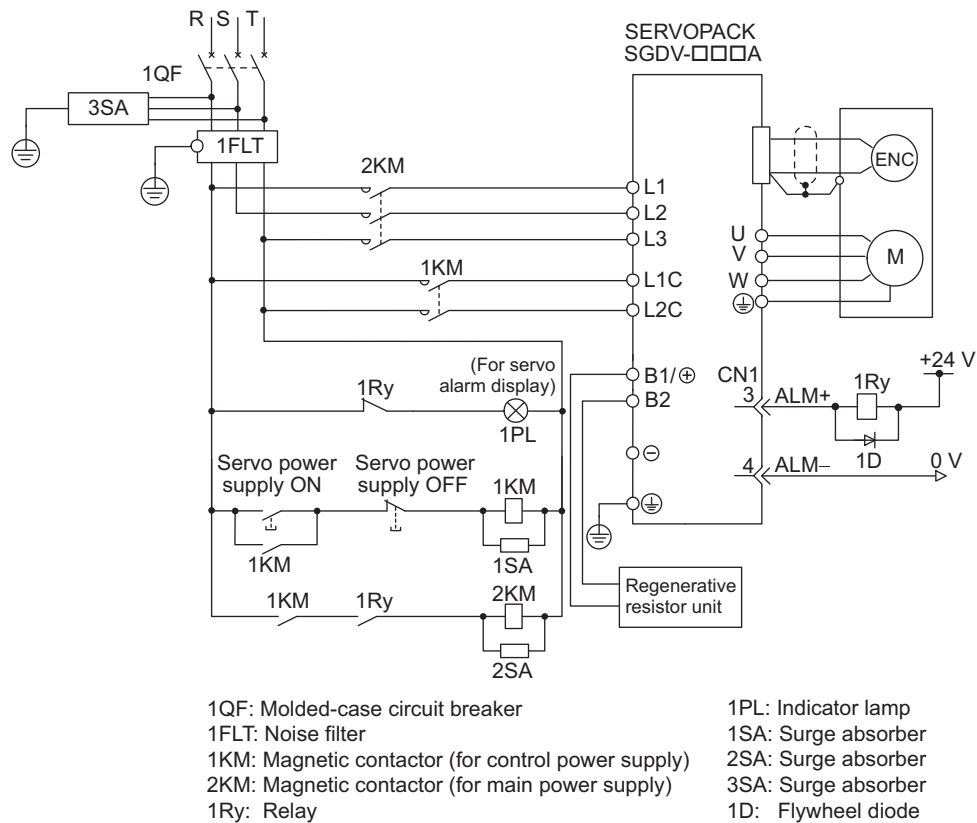 R S T
SERVOPACK
SGDV-□□□A
1QF
3SA
1FLT
ENC
2KM
L1
L2
L3
U
V
W
M
1KM
L1C
L2C
(For servo
alarm display)
+24 V
1Ry
B1/⊕
CN1
3
ALM+
1Ry
B2
1PL
1D
⊖
Servo power
supply ON
Servo power
supply OFF
1KM
4
ALM−
0 V
1KM
1SA
1KM
1Ry
2KM
Regenerative
resistor unit
2SA
1QF: Molded-case circuit breaker
1FLT: Noise filter
1KM: Magnetic contactor (for control power supply)
2KM: Magnetic contactor (for main power supply)
1Ry: Relay
1PL: Indicator lamp
1SA: Surge absorber
2SA: Surge absorber
3SA: Surge absorber
1D: Flywheel diode